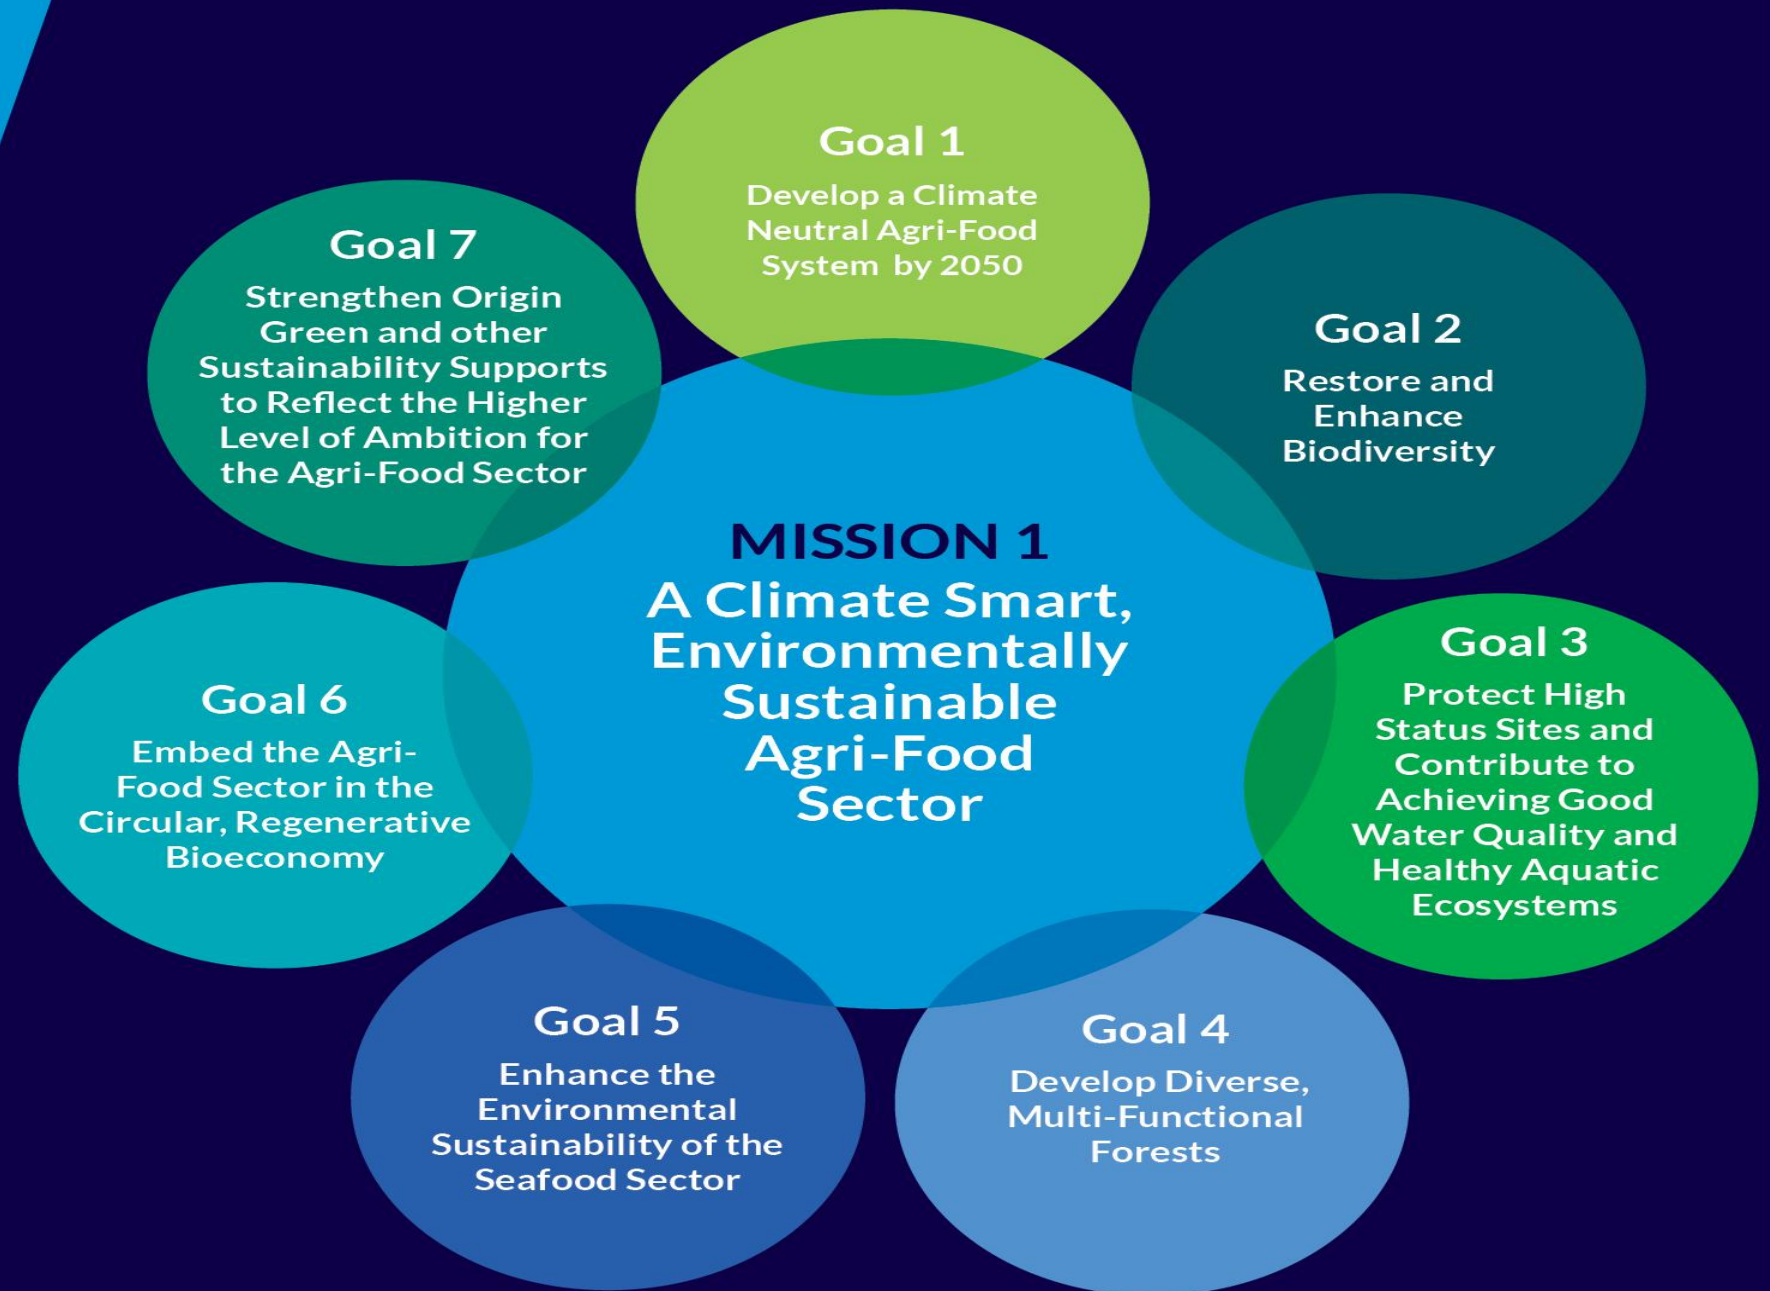 MISSION 1
A Climate Smart,
Environmentally
Sustainable
Agri-Food
Sector
Goal 1
Develop a Climate
Neutral Agri-Food
System by 2050
Goal 2
Restore and
Enhance
Biodiversity
Goal 3
Protect High
Status Sites and
Contribute to
Achieving Good
Water Quality and
Healthy Aquatic
Ecosystems
Goal 4
Develop Diverse,
Multi-Functional
Forests
Goal 5
Enhance the
Environmental
Sustainability of the
Seafood Sector
Goal 6
Embed the Agri-
Food Sector in the
Circular, Regenerative
Bioeconomy
Goal 7
Strengthen Origin
Green and other
Sustainability Supports
to Reflect the Higher
Level of Ambition for
the Agri-Food Sector